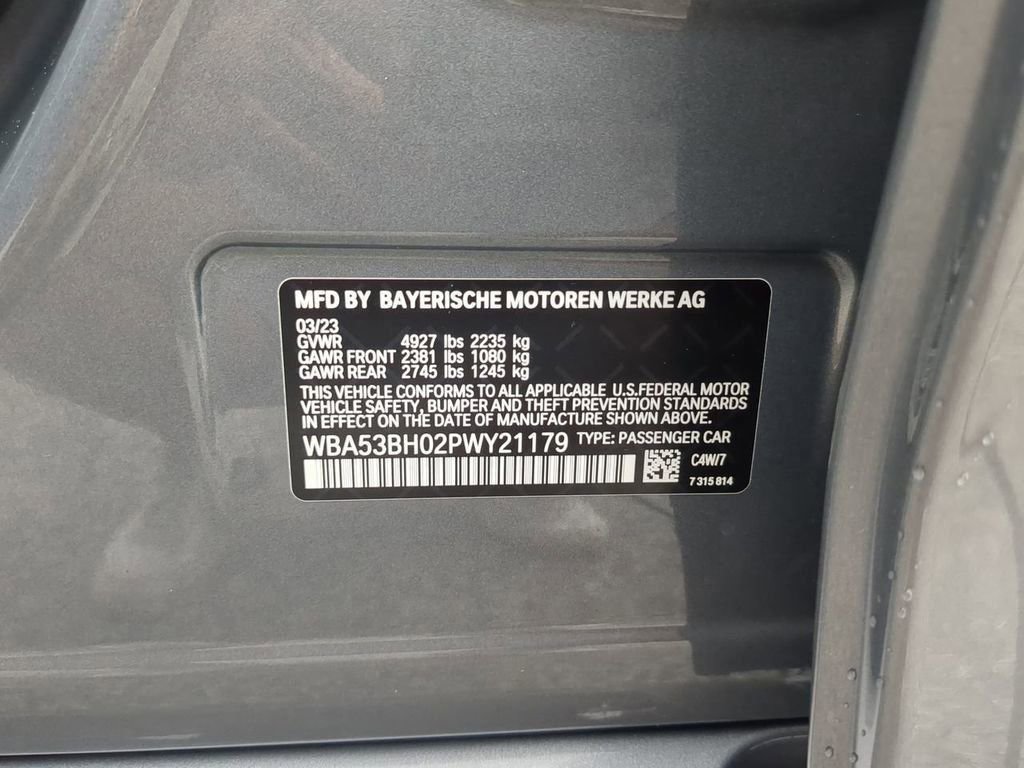 MFD BY BAYERISCHE MOTOREN WERKE AG
03/23
GVWR 4927 lbs 2235 kg
GAWR FRONT 2381 lbs 1080 kg
GAWR REAR 2745 lbs 1245 kg
THIS VEHICLE CONFORMS TO ALL APPLICABLE U.S.FEDERAL MOTOR
VEHICLE SAFETY, BUMPER AND THEFT PREVENTION STANDARDS
IN EFFECT ON THE DATE OF MANUFACTURE SHOWN ABOVE.
WBA53BH02PWY21179 TYPE: PASSENGER CAR
C4W/7
7 315 814